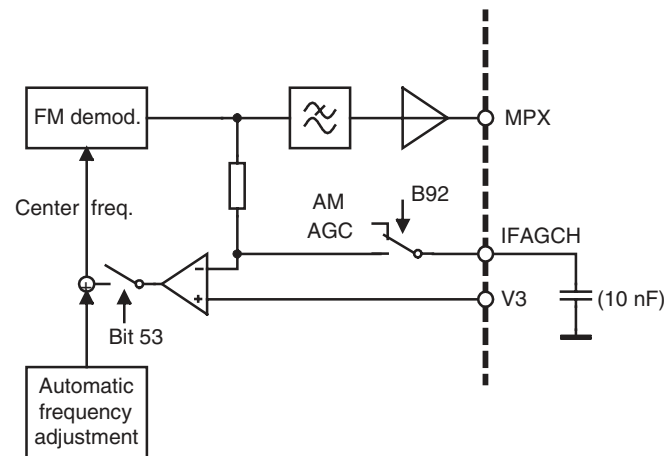 FM demod.
MPX
AM
AGC
B92
Center freq.
IFAGCH
V3
(10 nF)
Bit 53
Automatic
frequency
adjustment